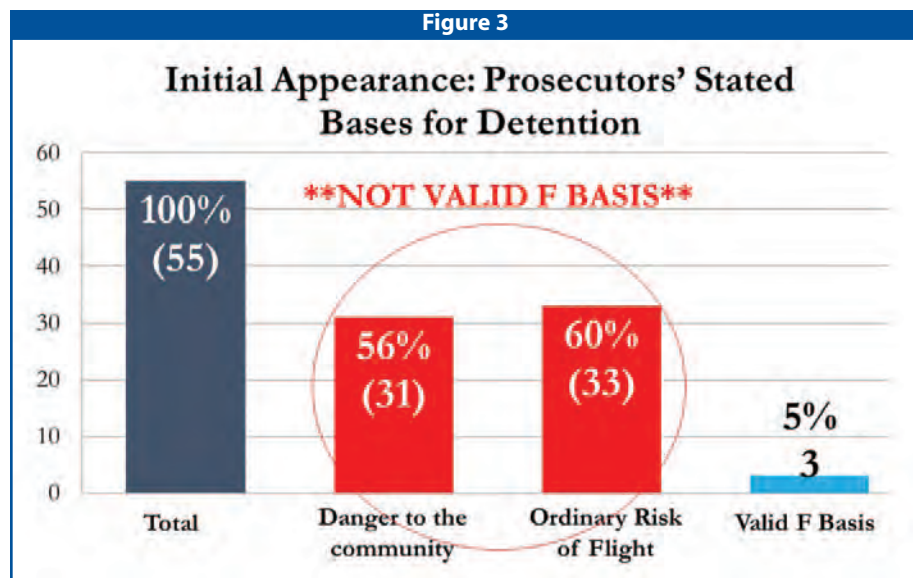 Figure 3
Initial Appearance: Prosecutors' Stated
Bases for Detention
60
50
40
30
20
10
0
**NOT VALID F BASIS**
100%
(55)
56%
(31)
60%
(33)
5%
3
Total
Danger to the
community
Ordinary Risk
of Flight
Valid F Basis